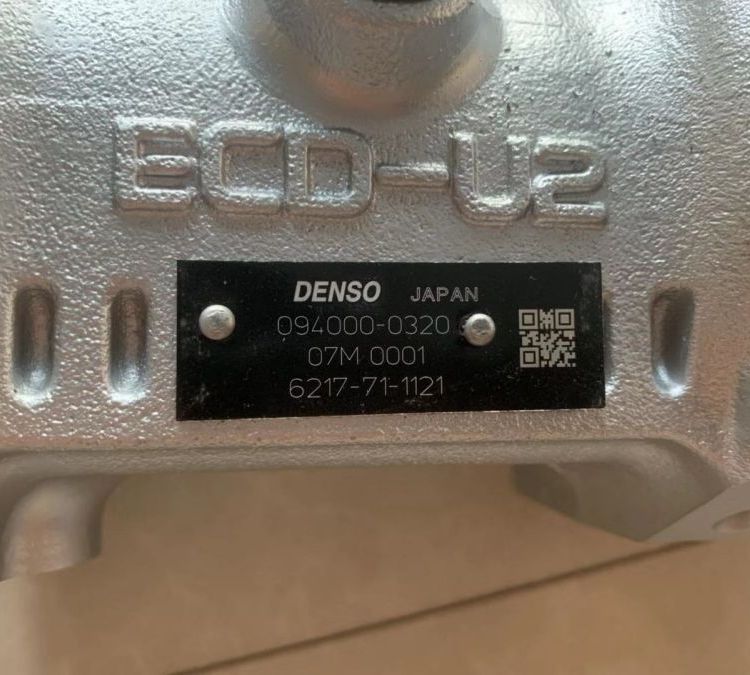 ECD-U2
DENSO JAPAN
094000-0320
07M 0001
6217-71-1121